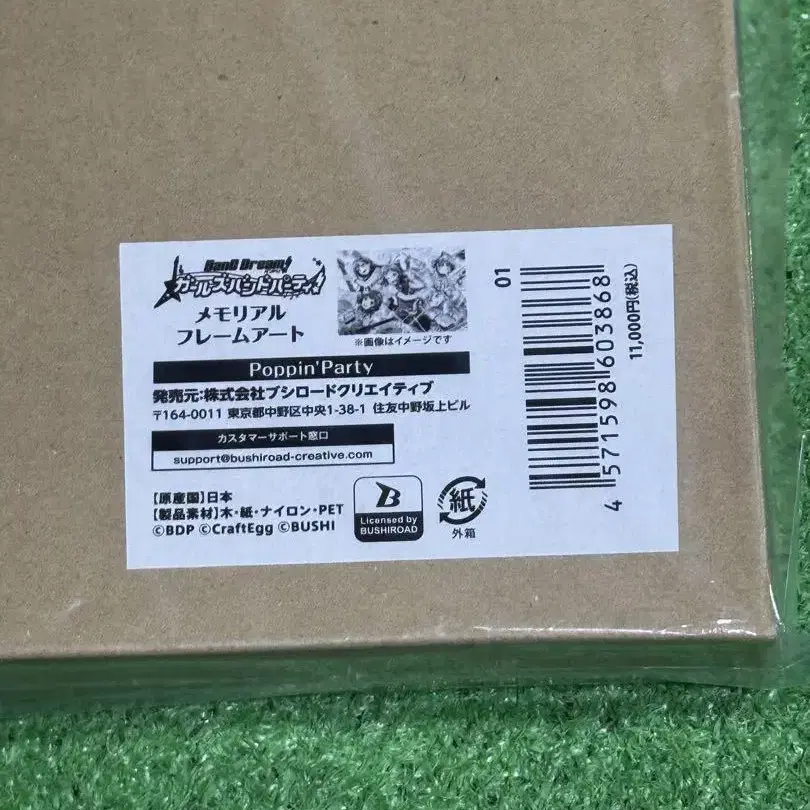 BanG Dream!
ガールズバンドパーティ!
メモリアル
フレームアート
※画像はイメージです
Poppin'Party
発売元:株式会社ブシロードクリエイティブ
〒164-0011 東京都中野区中央1-38-1 住友中野坂上ビル
カスタマーサポート窓口
support@bushiroad-creative.com
【原産国】日本
【製品素材】木・紙・ナイロン・PET
©BDP ©CraftEgg ©BUSHI
B
Licensed by
BUSHIROAD
紙
外箱
01
4571598603868
11,000円(税込)